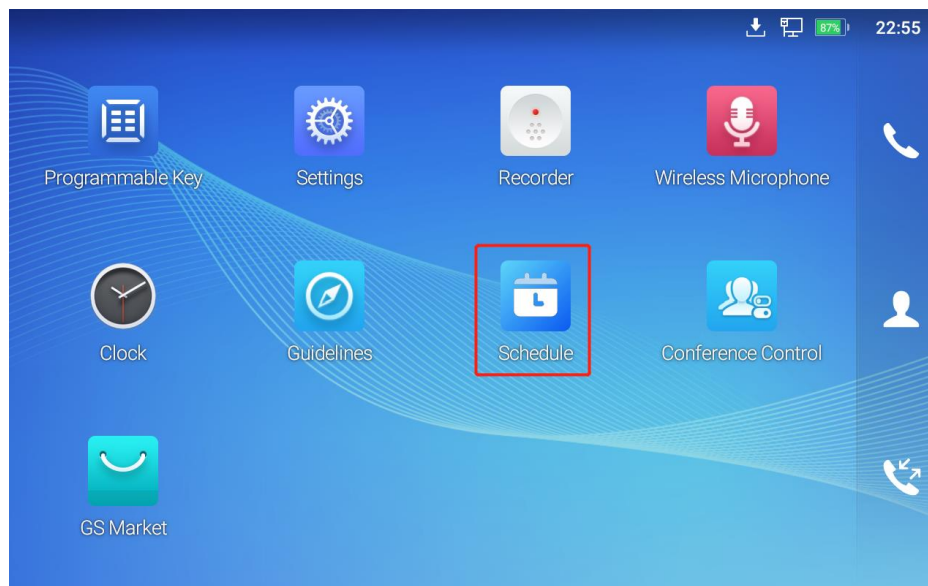 87%
22:55
Programmable Key
Settings
Recorder
Wireless Microphone
Clock
Guidelines
Schedule
Conference Control
GS Market